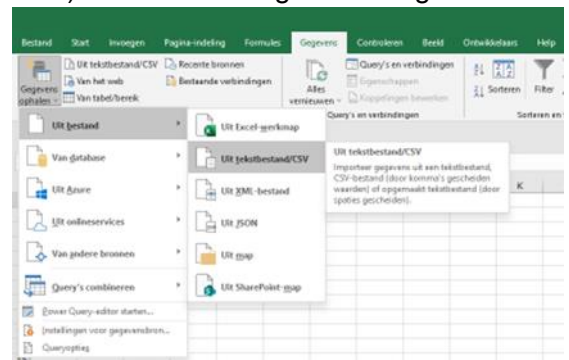 Bestand Start Invoegen Pagina-indeling Formules Gegevens Controleren Beeld Ontwikkelaars Help
Gegevens ophalen
Uit tekstbestand/CSV
Van het web
Van tabel/bereik
Recente bronnen
Bestaande verbindingen
Alles vernieuwen
Query's en verbindingen
Eigenschappen
Koppelingen bewerken
Query's en verbindingen
Sorteren
Filter
Sorteren en
Uit bestand
Van database
Uit Azure
Uit onlineservices
Van andere bronnen
Query's combineren
Power Query-editor starten...
Instellingen voor gegevensbron...
Queryopties
Uit Excel-werkmap
Uit tekstbestand/CSV
Uit XML-bestand
Uit JSON
Uit map
Uit SharePoint-map
Uit tekstbestand/CSV
Importeer gegevens uit een tekstbestand,
CSV-bestand (door komma's gescheiden
waarden) of opgemaakt tekstbestand (door
spaties gescheiden).
K